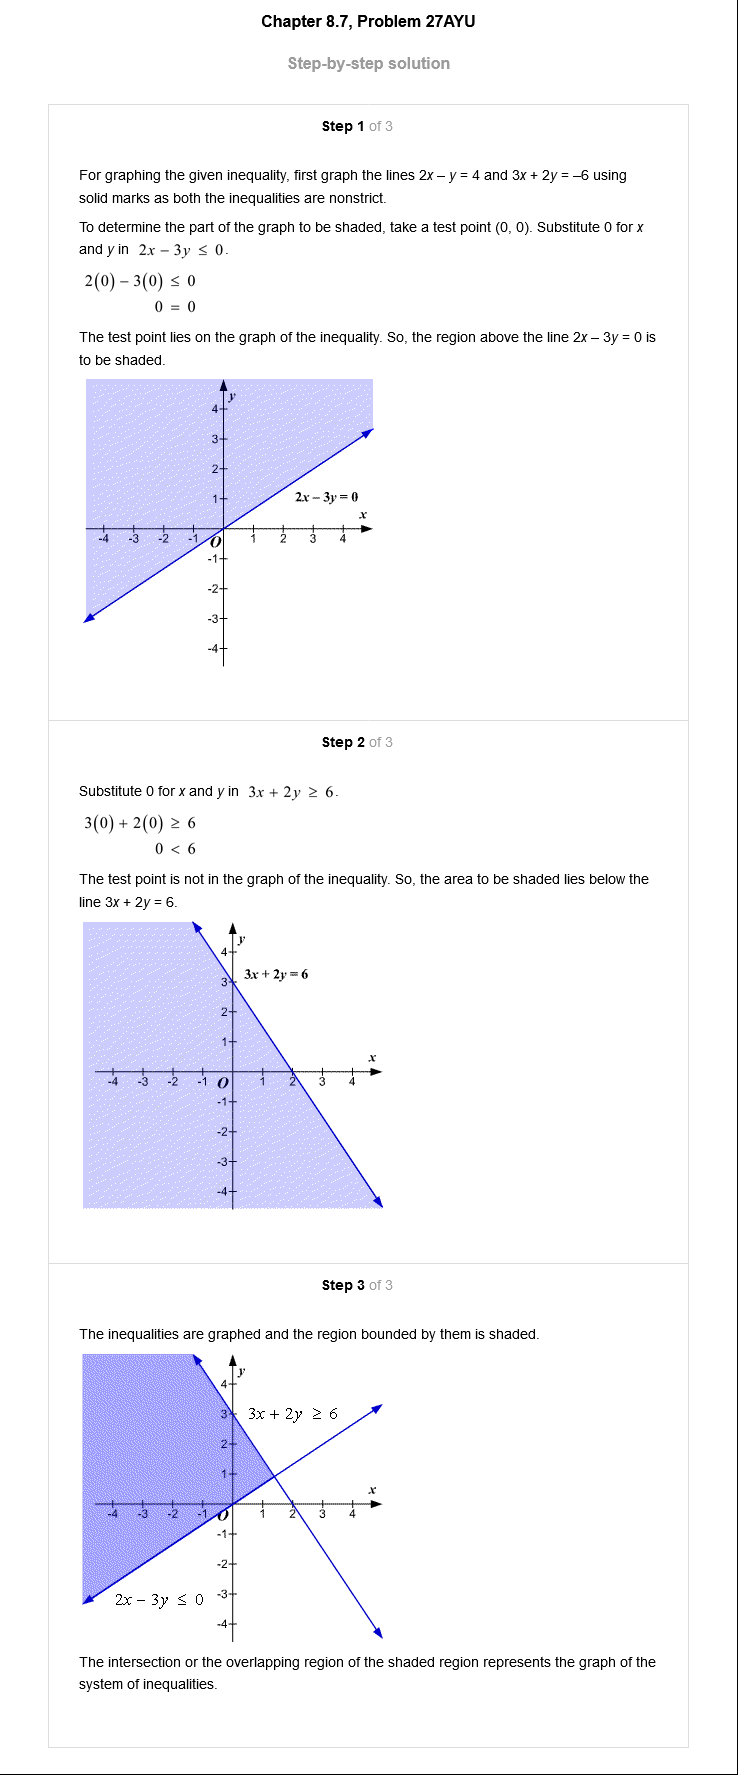 Chapter 8.7, Problem 27AYU
Step-by-step solution
Step 1 of 3
For graphing the given inequality, first graph the lines 2x – y = 4 and 3x + 2y = –6 using
solid marks as both the inequalities are nonstrict.
To determine the part of the graph to be shaded, take a test point (0, 0). Substitute 0 for x
and y in 2x − 3y ≤ 0.
2(0) − 3(0) ≤ 0
0 = 0
The test point lies on the graph of the inequality. So, the region above the line 2x – 3y = 0 is
to be shaded.
y
4
3
2
1
2x − 3y = 0
x
-4 -3 -2 -1 O 1 2 3 4
-1
-2
-3
-4
Step 2 of 3
Substitute 0 for x and y in 3x + 2y ≥ 6.
3(0) + 2(0) ≥ 6
0 < 6
The test point is not in the graph of the inequality. So, the area to be shaded lies below the
line 3x + 2y = 6.
y
4
3x + 2y = 6
3
2
1
x
-4 -3 -2 -1 O 1 2 3 4
-1
-2
-3
-4
Step 3 of 3
The inequalities are graphed and the region bounded by them is shaded.
y
4
3x + 2y ≥ 6
3
2
1
x
-4 -3 -2 -1 O 1 2 3 4
-1
-2
2x − 3y ≤ 0
-3
-4
The intersection or the overlapping region of the shaded region represents the graph of the
system of inequalities.